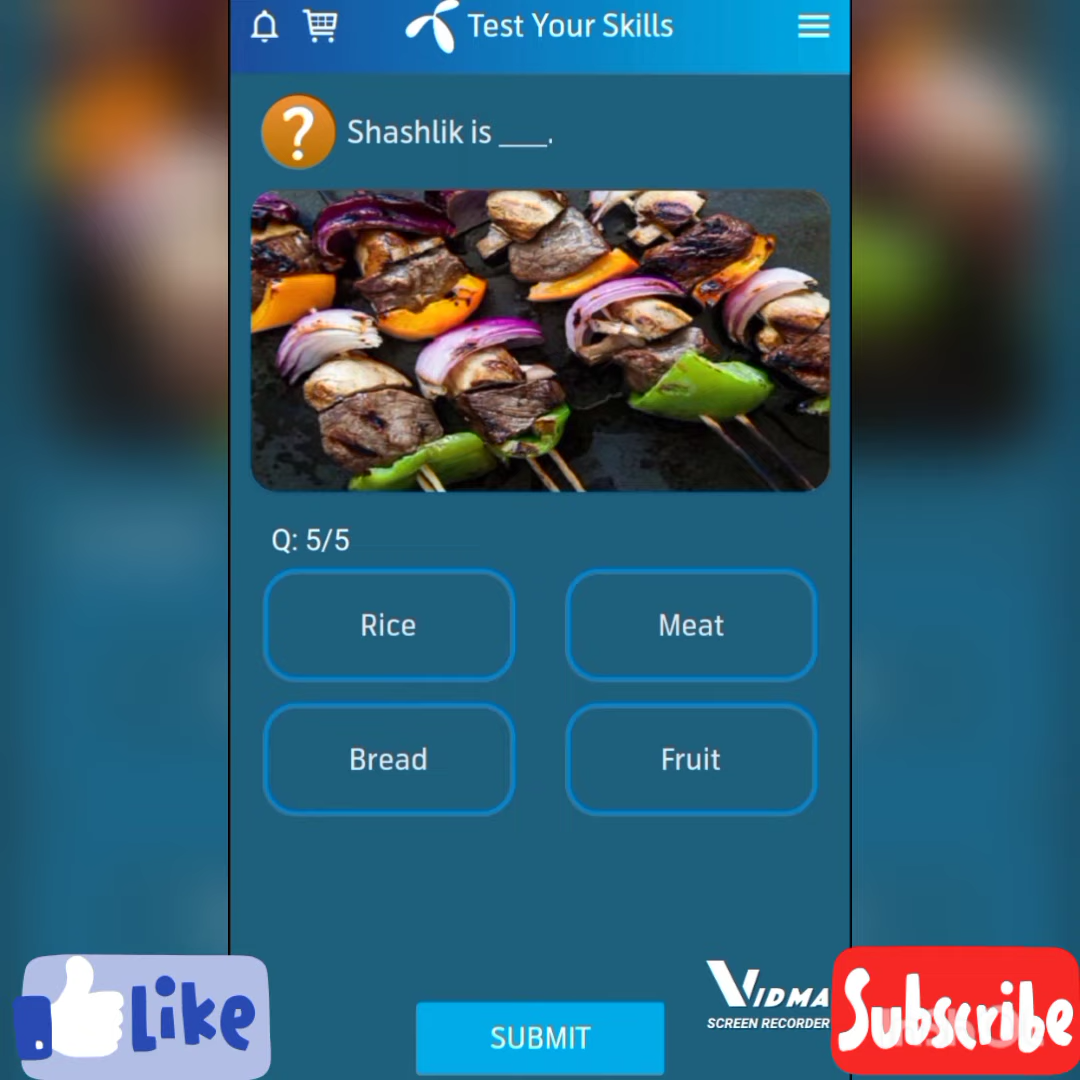 Test Your Skills
? Shashlik is ___.
Q: 5/5
Rice
Meat
Bread
Fruit
VIDMA
SCREEN RECORDER
Like
Subscribe
SUBMIT